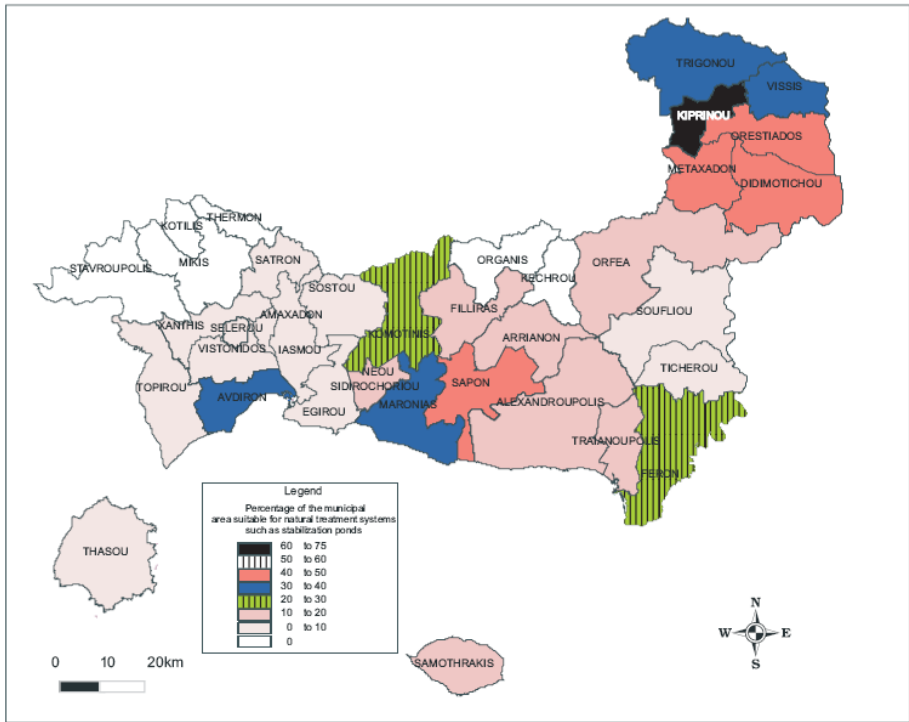 TRIGONOU
VISSIS
KIPRINOU
ORESTIADOS
METAXADON
DIDIMOTICHOU
THERMON
KOTILIS
MIKIS
STAVROUPOLIS
SATRON
ORGANIS
KECHROU
ORFEA
SOSTOU
FILLIRAS
SOUFLIOU
XANTHIS
SELEROU
AMAXADON
KOMOTINIS
ARRIANON
VISTONIDOS
IASMOU
TICHEROU
TOPIROU
AVDIRON
NEOU
SIDIROCHORIOU
SAPON
EGIROU
MARONIAS
ALEXANDROUPOLIS
TRAIANOUPOLIS
FERON
THASOU
SAMOTHRAKIS
Legend
Percentage of the municipal
area suitable for natural treatment systems
such as stabilization ponds
60 to 75
50 to 60
40 to 50
30 to 40
20 to 30
10 to 20
0 to 10
0
N
W E
S
0 10 20km